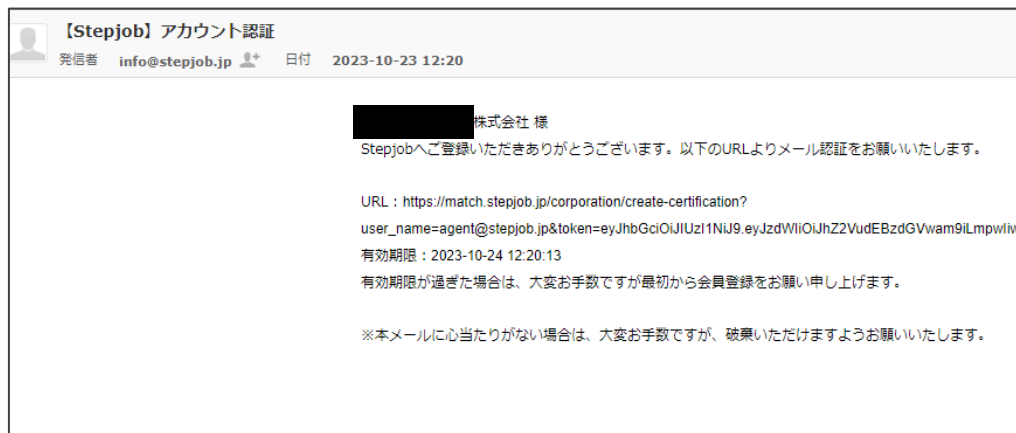 【Stepjob】アカウント認証
発信者 info@stepjob.jp 日付 2023-10-23 12:20
株式会社 様
Stepjobへご登録いただきありがとうございます。以下のURLよりメール認証をお願いいたします。
URL：https://match.stepjob.jp/corporation/create-certification?
user_name=agent@stepjob.jp&token=eyJhbGciOiJIUzI1NiJ9.eyJzdWIiOiJhZ2VudEBzdGVwam9iLmpwIiw
有効期限：2023-10-24 12:20:13
有効期限が過ぎた場合は、大変お手数ですが最初から会員登録をお願い申し上げます。
※本メールに心当たりがない場合は、大変お手数ですが、破棄いただけますようお願いいたします。